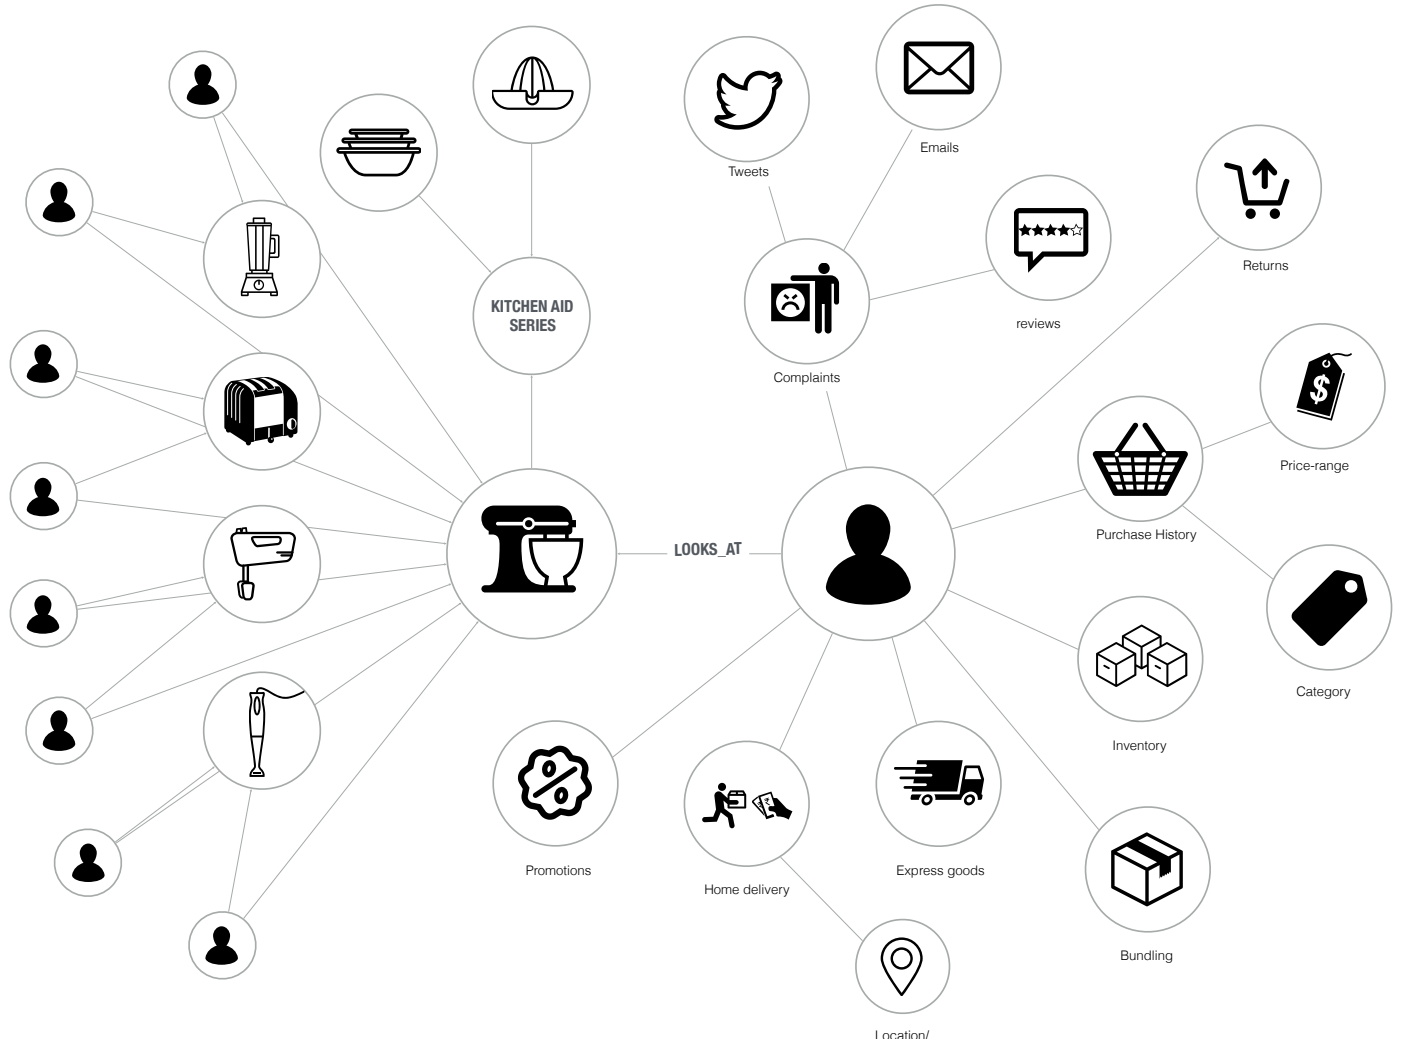 Emails
Tweets
Returns
KITCHEN AID
SERIES
reviews
Complaints
$
Price-range
Purchase History
LOOKS_AT
Category
Inventory
Promotions
Express goods
Home delivery
Bundling
Location/